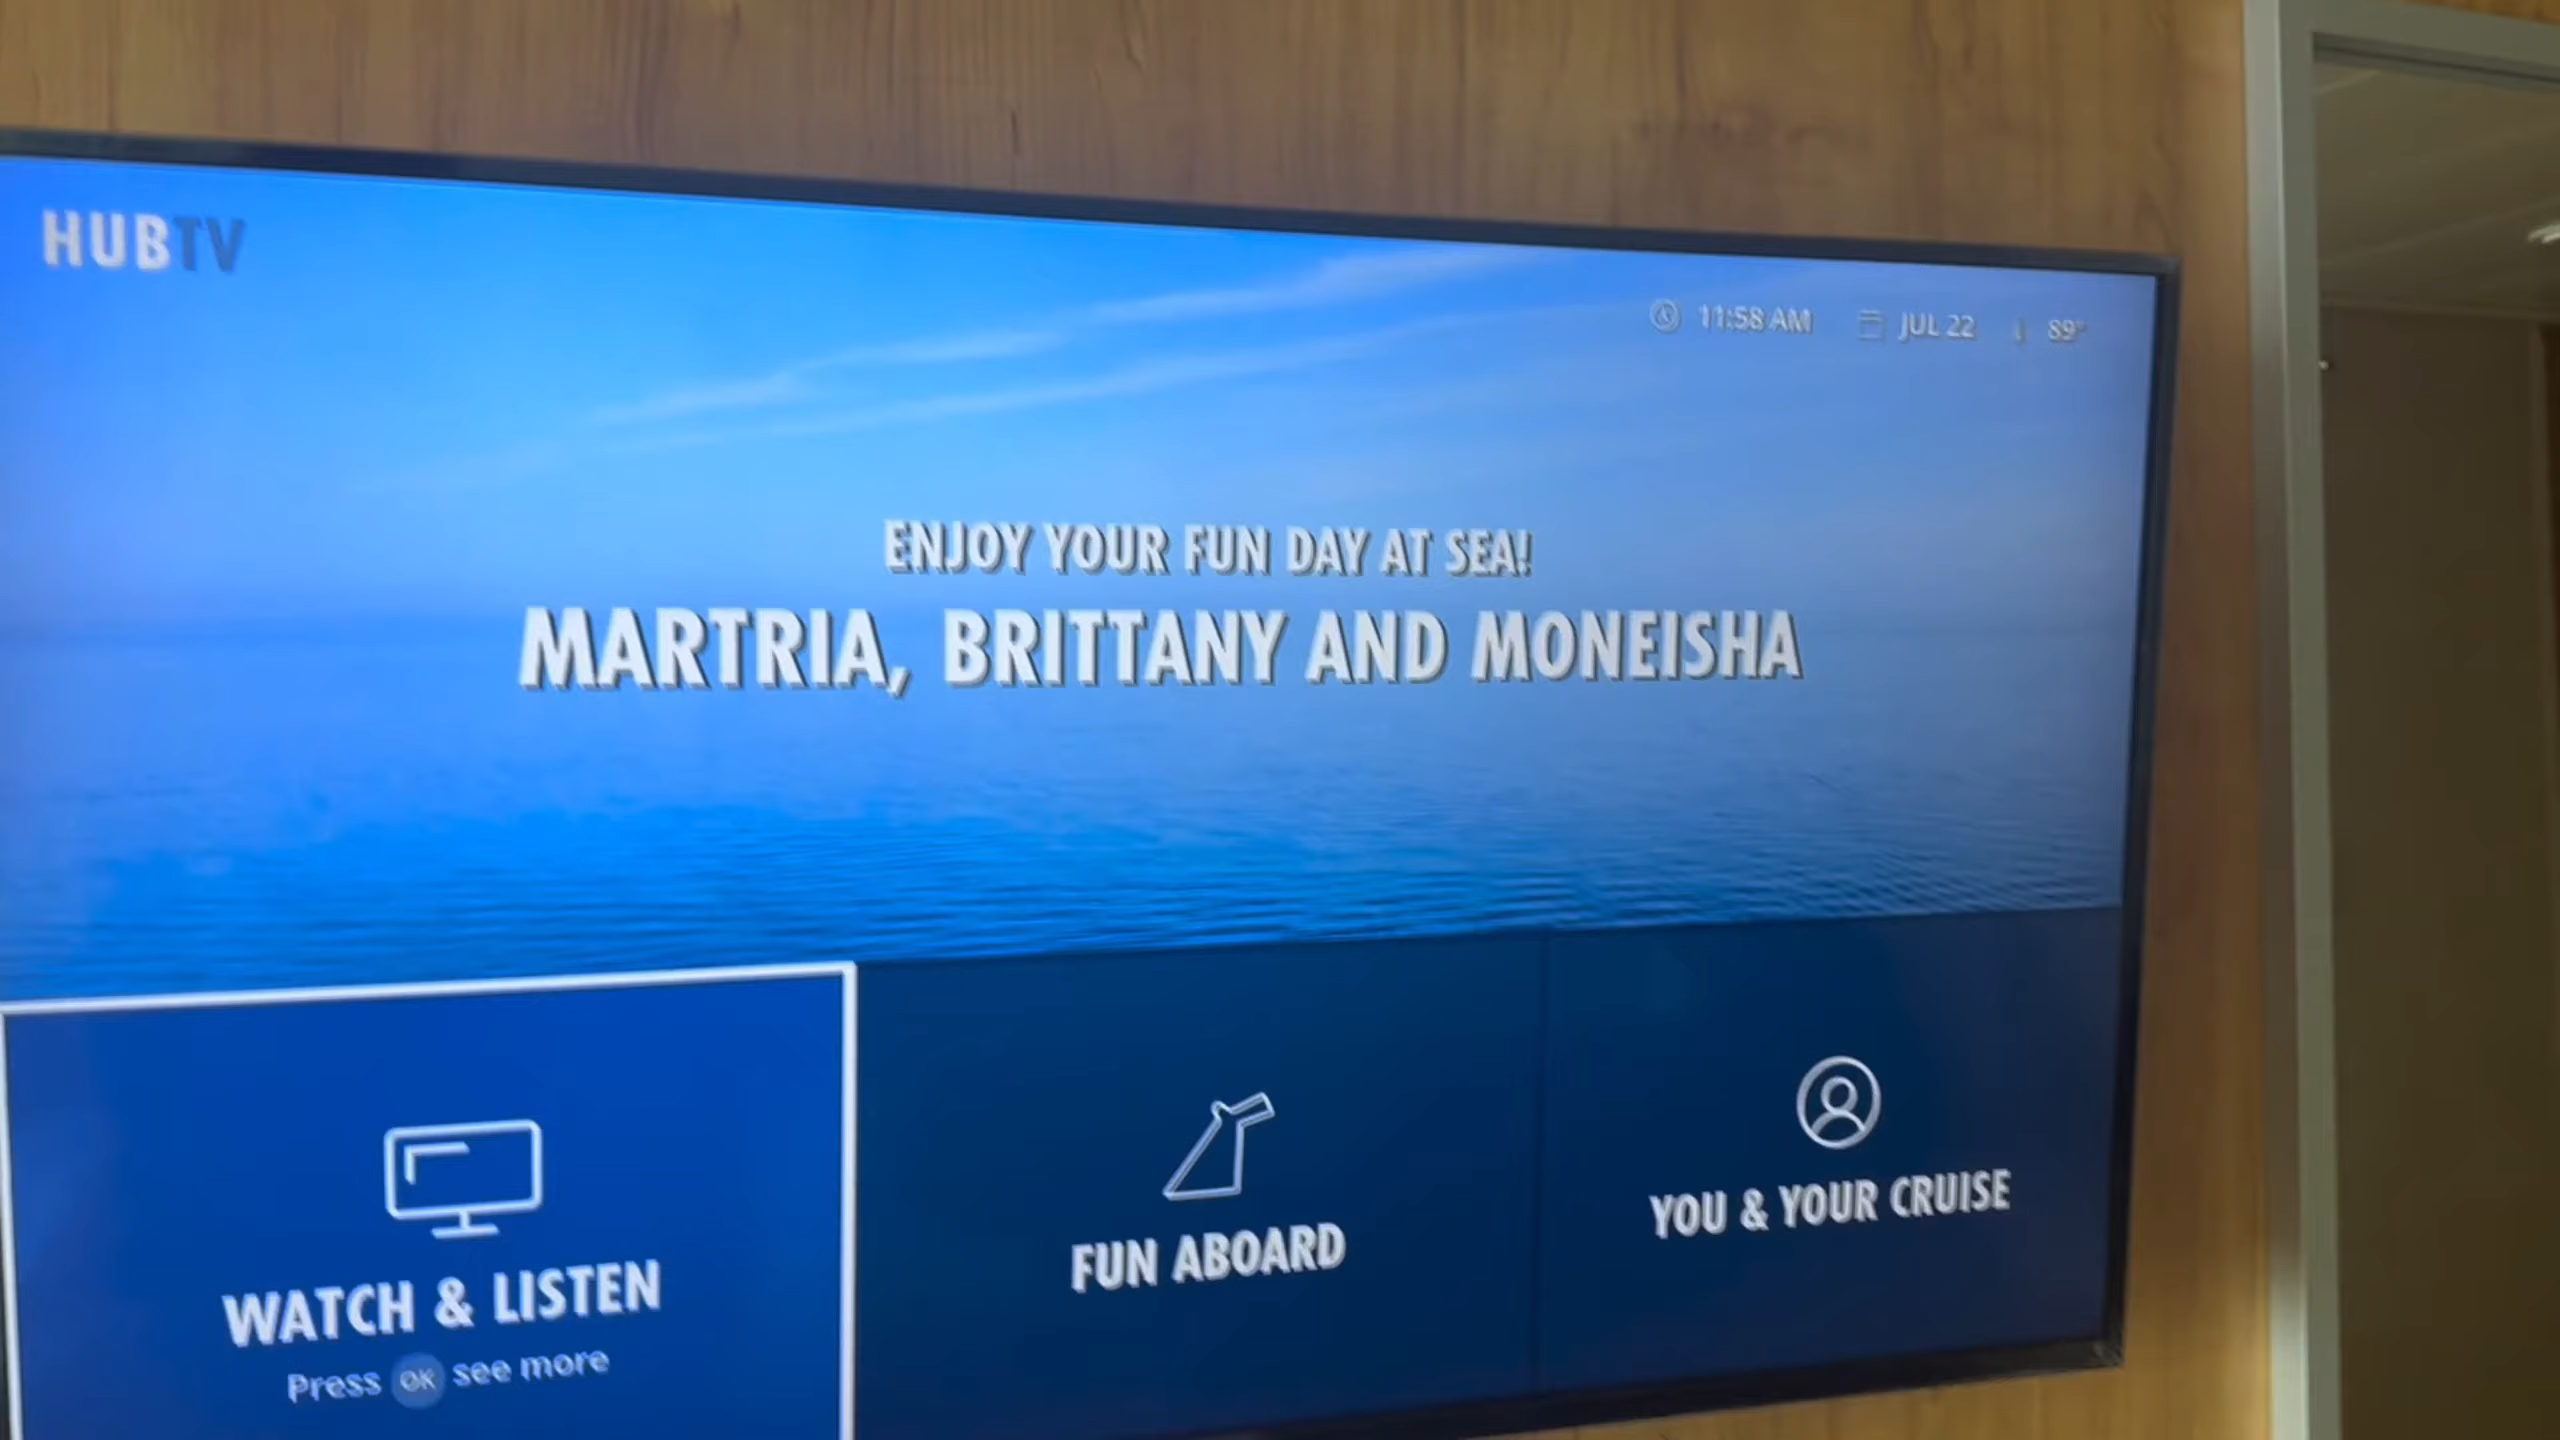 HUBTV
11:58 AM JUL 22 89°
ENJOY YOUR FUN DAY AT SEA!
MARTRIA, BRITTANY AND MONEISHA
WATCH & LISTEN
Press OK see more
FUN ABOARD
YOU & YOUR CRUISE